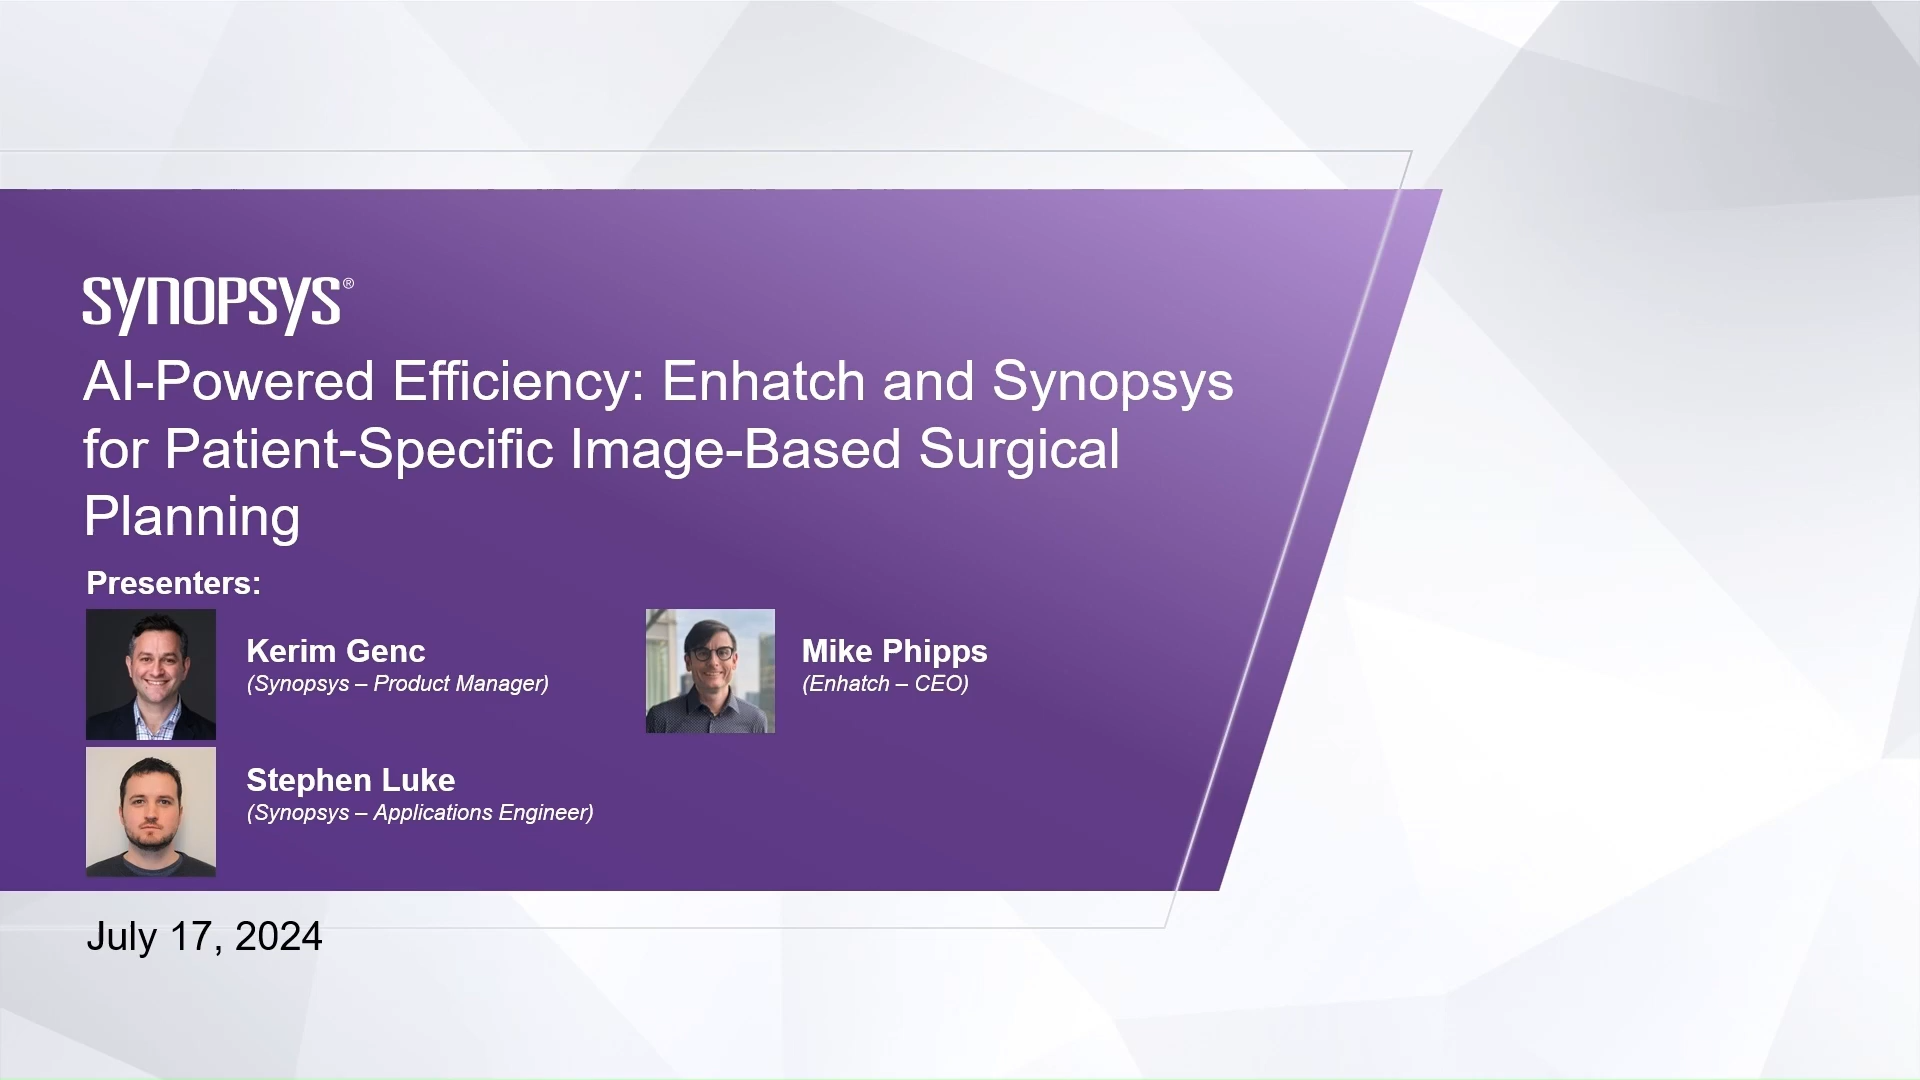 SYNOPSYS®
AI-Powered Efficiency: Enhatch and Synopsys
for Patient-Specific Image-Based Surgical
Planning
Presenters:
Kerim Genc
(Synopsys – Product Manager)
Mike Phipps
(Enhatch – CEO)
Stephen Luke
(Synopsys – Applications Engineer)
July 17, 2024